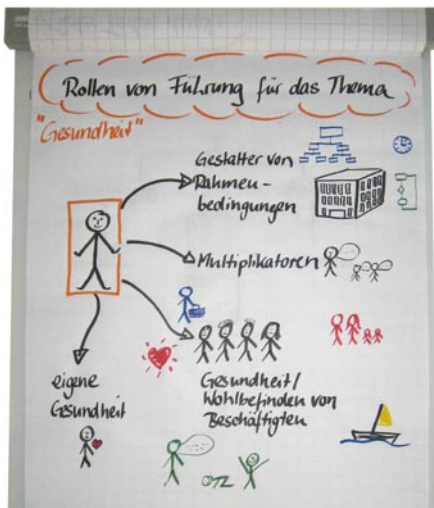 Rollen von Führung für das Thema
"Gesundheit"
Gestalter von
Rahmen-
bedingungen
Multiplikatoren
eigene
Gesundheit
Gesundheit/
Wohlbefinden von
Beschäftigten